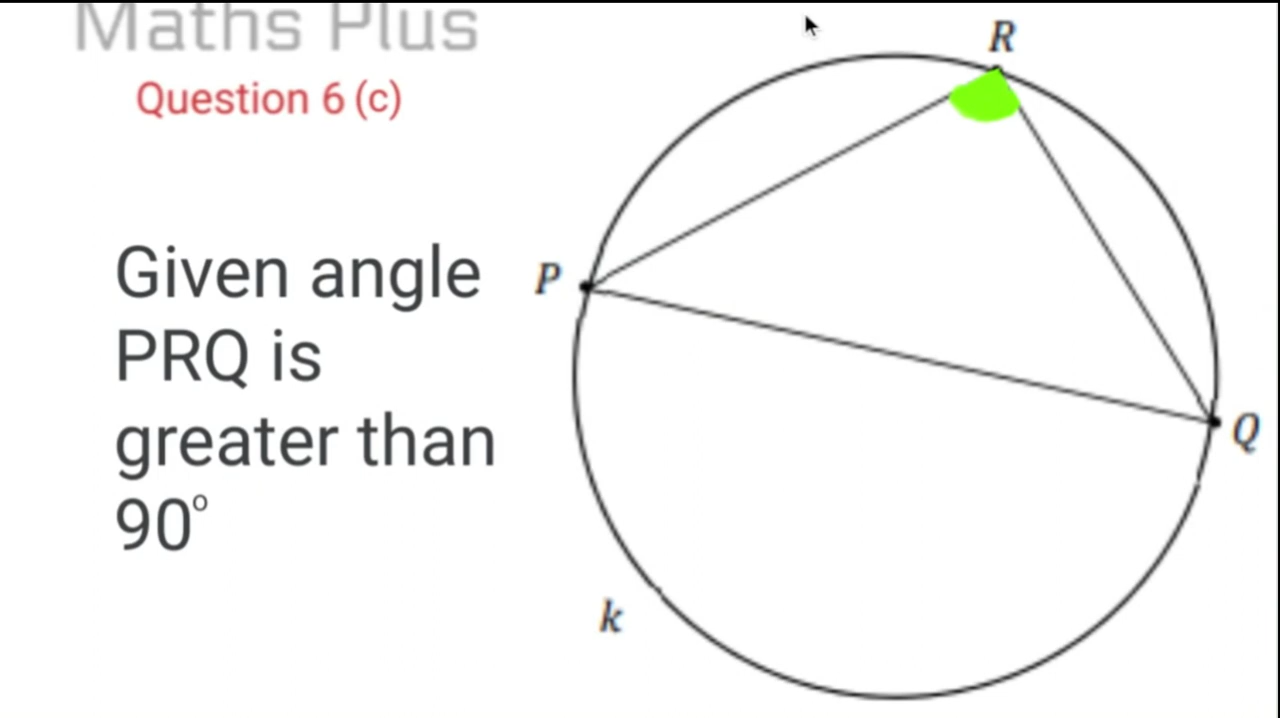 Maths Plus
Question 6 (c)
R
Given angle
PRQ is
greater than
90°
P
Q
k